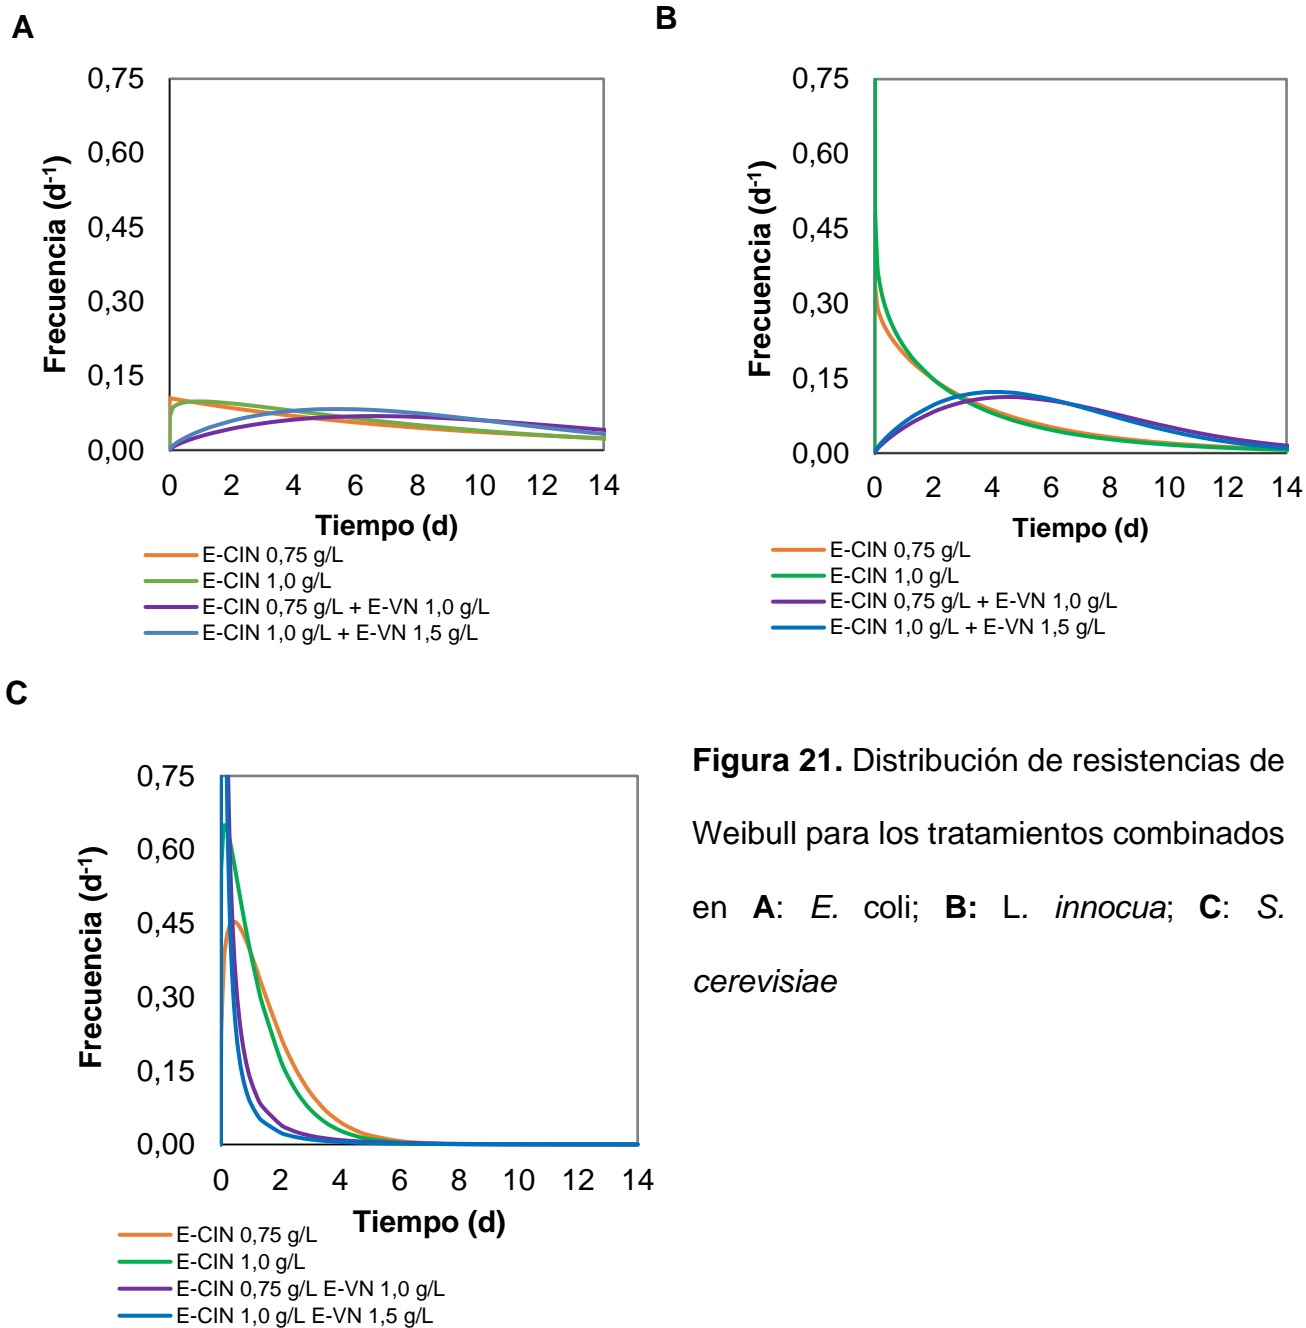 A
0,75
0,60
0,45
0,30
0,15
0,00
Frecuencia (d-1)
0 2 4 6 8 10 12 14
Tiempo (d)
E-CIN 0,75 g/L
E-CIN 1,0 g/L
E-CIN 0,75 g/L + E-VN 1,0 g/L
E-CIN 1,0 g/L + E-VN 1,5 g/L
B
0,75
0,60
0,45
0,30
0,15
0,00
Frecuencia (d-1)
0 2 4 6 8 10 12 14
Tiempo (d)
E-CIN 0,75 g/L
E-CIN 1,0 g/L
E-CIN 0,75 g/L + E-VN 1,0 g/L
E-CIN 1,0 g/L + E-VN 1,5 g/L
C
0,75
0,60
0,45
0,30
0,15
0,00
Frecuencia (d-1)
0 2 4 6 8 10 12 14
Tiempo (d)
E-CIN 0,75 g/L
E-CIN 1,0 g/L
E-CIN 0,75 g/L E-VN 1,0 g/L
E-CIN 1,0 g/L E-VN 1,5 g/L
Figura 21. Distribución de resistencias de
Weibull para los tratamientos combinados
en A: E. coli; B: L. innocua; C: S.
cerevisiae